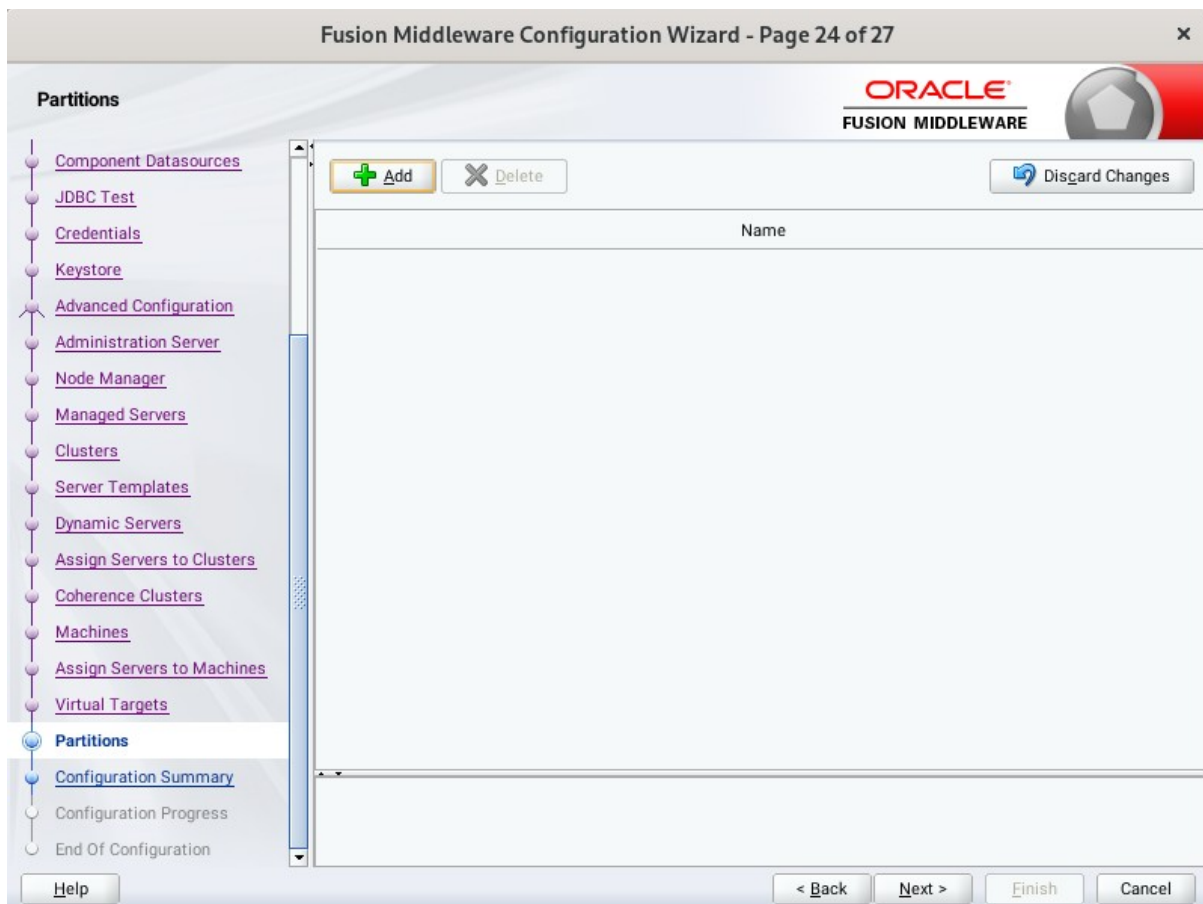 Fusion Middleware Configuration Wizard - Page 24 of 27
×
Partitions
ORACLE
FUSION MIDDLEWARE
Component Datasources
JDBC Test
Credentials
Keystore
Advanced Configuration
Administration Server
Node Manager
Managed Servers
Clusters
Server Templates
Dynamic Servers
Assign Servers to Clusters
Coherence Clusters
Machines
Assign Servers to Machines
Virtual Targets
Partitions
Configuration Summary
Configuration Progress
End Of Configuration
Add
Delete
Discard Changes
Name
Help
< Back
Next >
Finish
Cancel